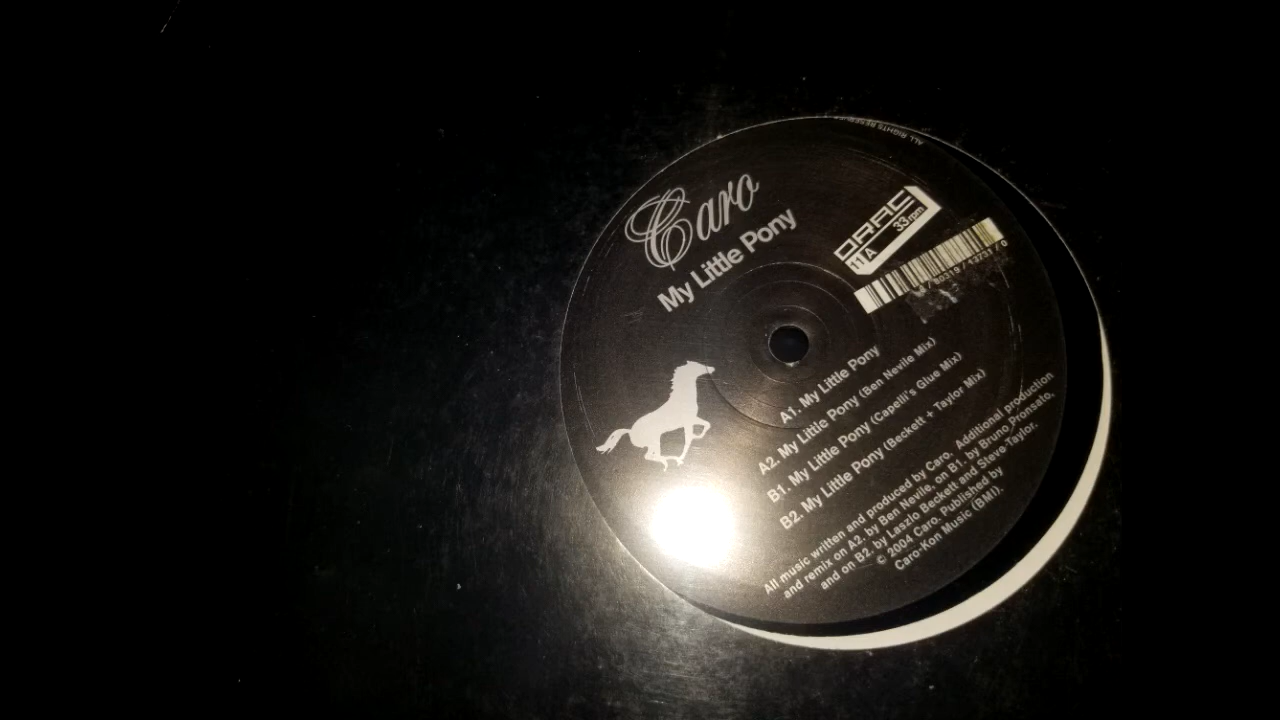 ALL RIGHTS
Caro
My Little Pony
ORAC
11A 33rpm
A1. My Little Pony
A2. My Little Pony (Ben Nevile Mix)
B1. My Little Pony (Capelli's Glue Mix)
B2. My Little Pony (Beckett + Taylor Mix)
All music written and produced by Caro. Additional production
and remix on A2. by Ben Nevile, on B1. by Bruno Pronsato,
and on B2. by Laszlo Beckett and Steve Taylor.
© 2004 Caro. Published by
Caro-Kon Music (BMI).